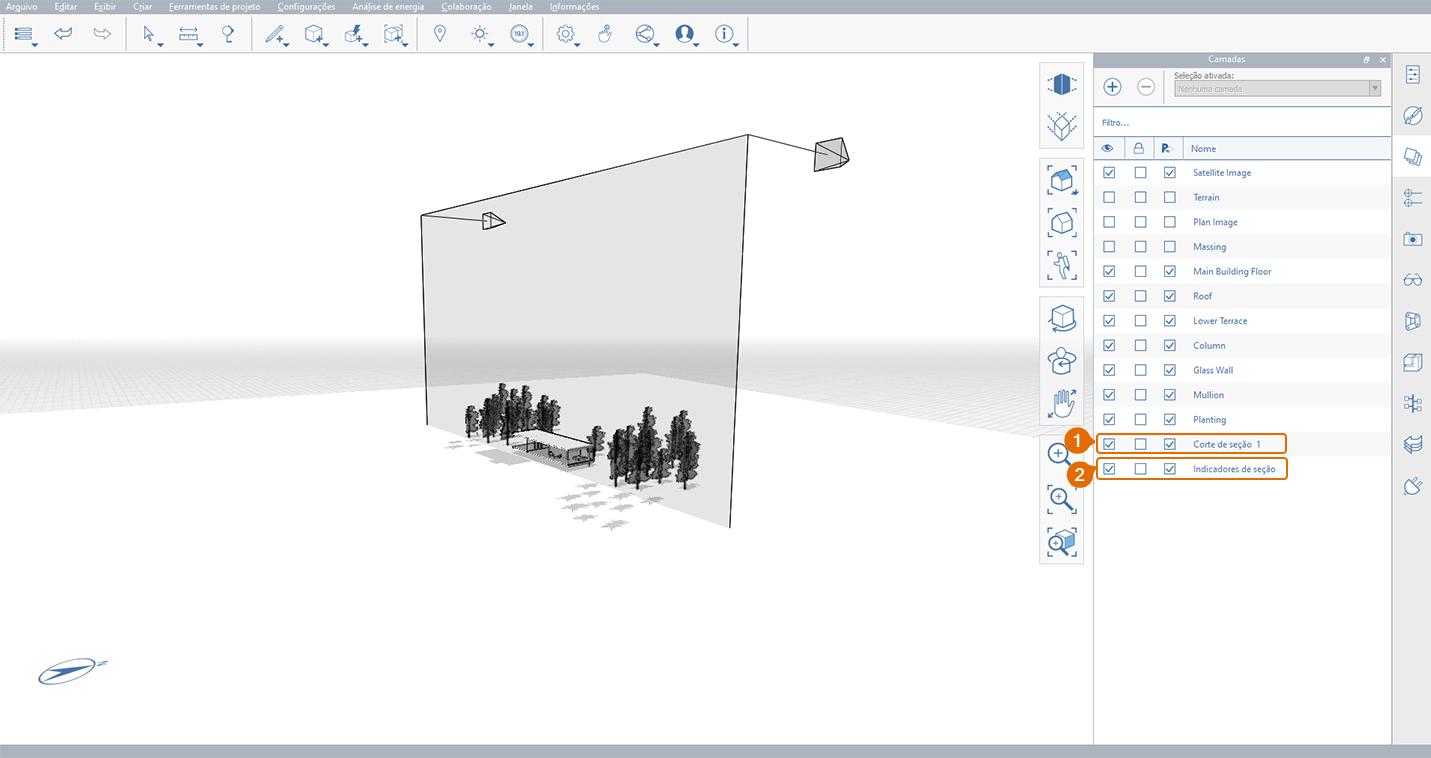 Arquivo Editar Exibir Criar Ferramentas de projeto Configurações Análise de energia Colaboração Janela Informações
19.1
Camadas
Seleção ativada:
Nenhuma camada
Filtro...
Nome
Satellite Image
Terrain
Plan Image
Massing
Main Building Floor
Roof
Lower Terrace
Column
Glass Wall
Mullion
Planting
1 Corte de seção 1
2 Indicadores de seção